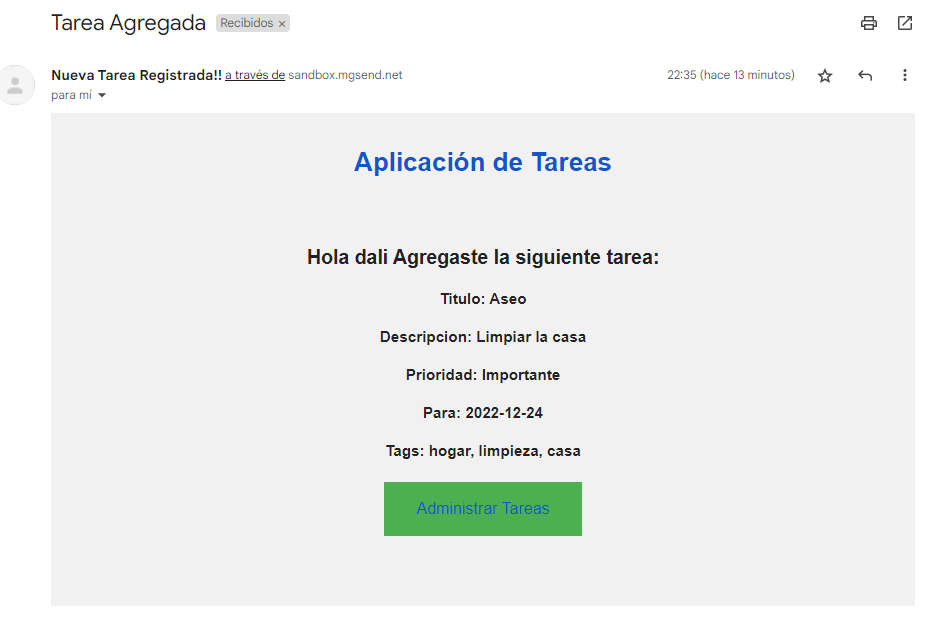 Tarea Agregada Recibidos ×
Nueva Tarea Registrada!! a través de sandbox.mgsend.net 22:35 (hace 13 minutos)
para mí
Aplicación de Tareas
Hola dali Agregaste la siguiente tarea:
Titulo: Aseo
Descripcion: Limpiar la casa
Prioridad: Importante
Para: 2022-12-24
Tags: hogar, limpieza, casa
Administrar Tareas